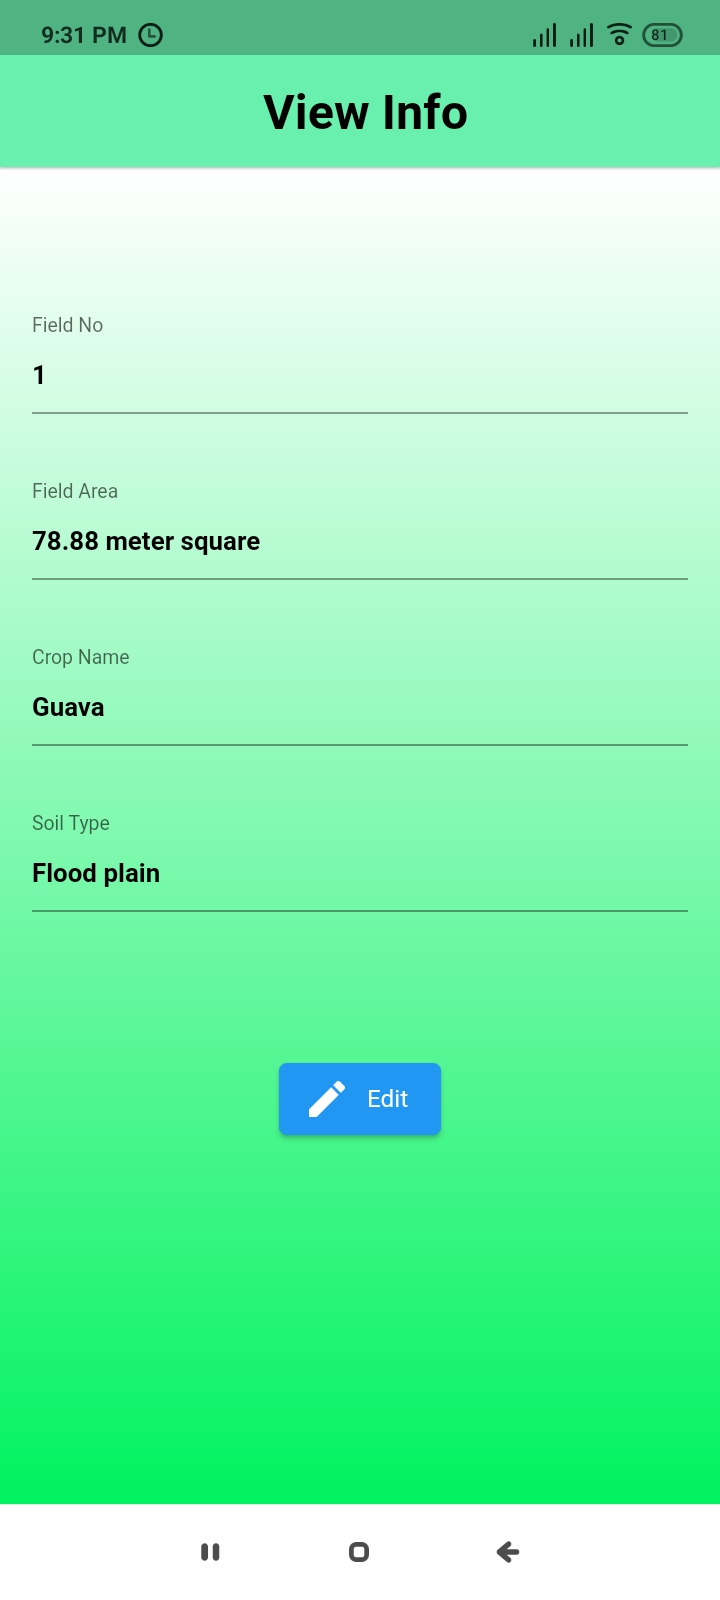 9:31 PM
81
View Info
Field No
1
Field Area
78.88 meter square
Crop Name
Guava
Soil Type
Flood plain
Edit